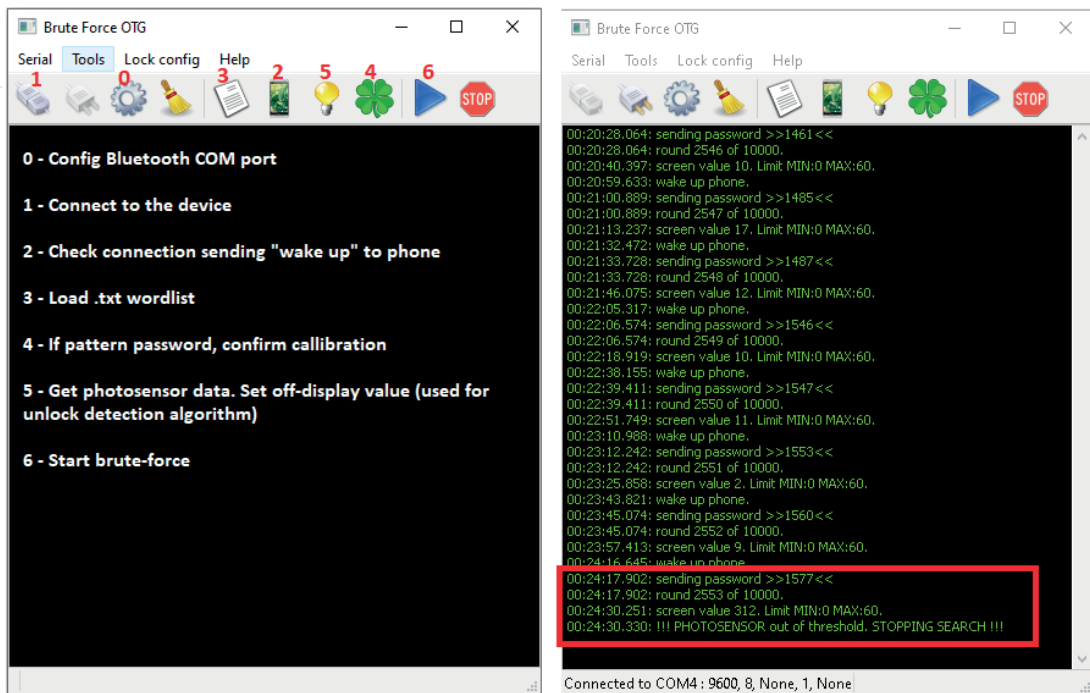 Brute Force OTG
Serial Tools Lock config Help
1 0 3 2 5 4 6
STOP
0 - Config Bluetooth COM port
1 - Connect to the device
2 - Check connection sending "wake up" to phone
3 - Load .txt wordlist
4 - If pattern password, confirm callibration
5 - Get photosensor data. Set off-display value (used for
unlock detection algorithm)
6 - Start brute-force
Brute Force OTG
Serial Tools Lock config Help
STOP
00:20:28.064: sending password >>1461<<
00:20:28.064: round 2546 of 10000.
00:20:40.397: screen value 10. Limit MIN:0 MAX:60.
00:20:59.633: wake up phone.
00:21:00.889: sending password >>1485<<
00:21:00.889: round 2547 of 10000.
00:21:13.237: screen value 17. Limit MIN:0 MAX:60.
00:21:32.472: wake up phone.
00:21:33.728: sending password >>1487<<
00:21:33.728: round 2548 of 10000.
00:21:46.075: screen value 12. Limit MIN:0 MAX:60.
00:22:05.317: wake up phone.
00:22:06.574: sending password >>1546<<
00:22:06.574: round 2549 of 10000.
00:22:18.919: screen value 10. Limit MIN:0 MAX:60.
00:22:38.155: wake up phone.
00:22:39.411: sending password >>1547<<
00:22:39.411: round 2550 of 10000.
00:22:51.749: screen value 11. Limit MIN:0 MAX:60.
00:23:10.988: wake up phone.
00:23:12.242: sending password >>1553<<
00:23:12.242: round 2551 of 10000.
00:23:25.858: screen value 2. Limit MIN:0 MAX:60.
00:23:43.821: wake up phone.
00:23:45.074: sending password >>1560<<
00:23:45.074: round 2552 of 10000.
00:23:57.413: screen value 9. Limit MIN:0 MAX:60.
00:24:16.645: wake up phone.
00:24:17.902: sending password >>1577<<
00:24:17.902: round 2553 of 10000.
00:24:30.251: screen value 312. Limit MIN:0 MAX:60.
00:24:30.330: !!! PHOTOSENSOR out of threshold. STOPPING SEARCH !!!
Connected to COM4 : 9600, 8, None, 1, None